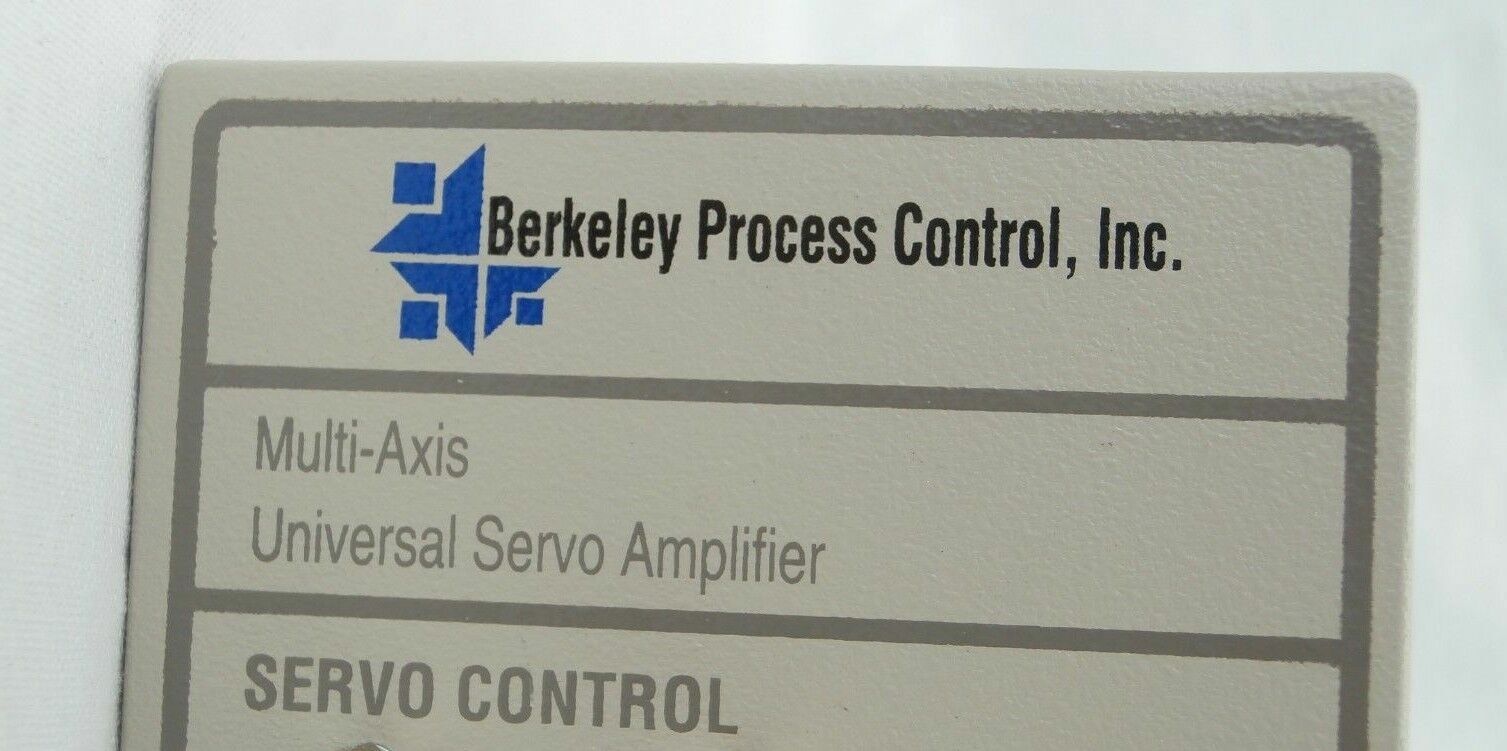 Berkeley Process Control, Inc.
Multi-Axis
Universal Servo Amplifier
SERVO CONTROL